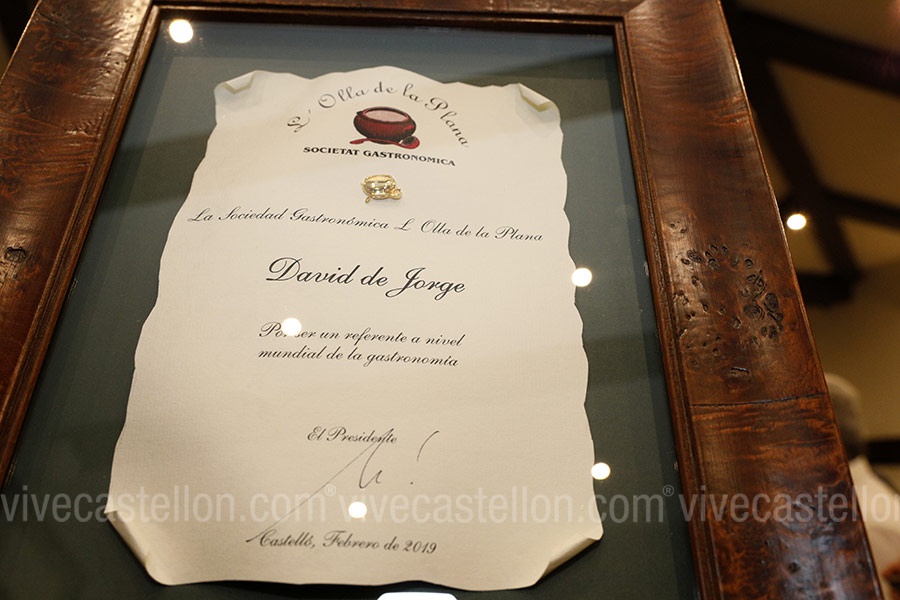 L' Olla de la Plana
SOCIETAT GASTRONOMICA
La Sociedad Gastronómica L Olla de la Plana
David de Jorge
Por ser un referente a nivel
mundial de la gastronomía
El Presidente
vivecastellon.com® vivecastellon.com® vivecastellon
Castelló, Febrero de 2019